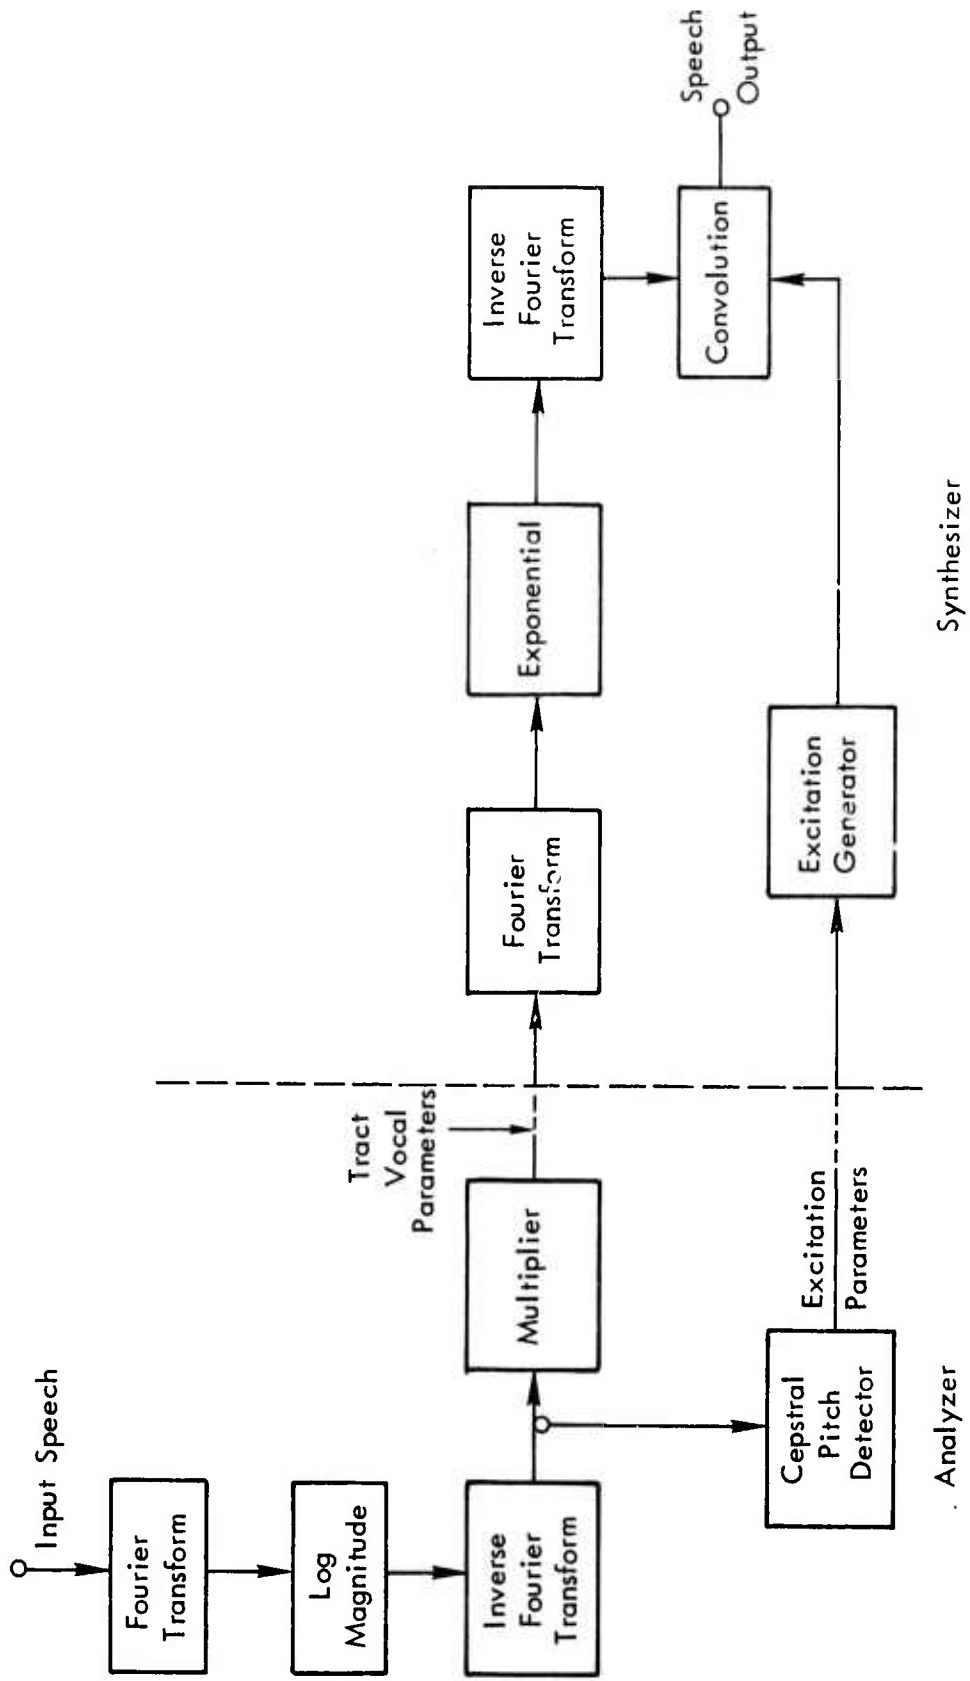 Input Speech
Fourier
Transform
Log
Magnitude
Inverse
Fourier
Transform
Multiplier
Tract
Vocal
Parameters
Cepstral
Pitch
Detector
Excitation
Parameters
. Analyzer
Fourier
Transform
Exponential
Inverse
Fourier
Transform
Excitation
Generator
Convolution
Speech
Output
Synthesizer